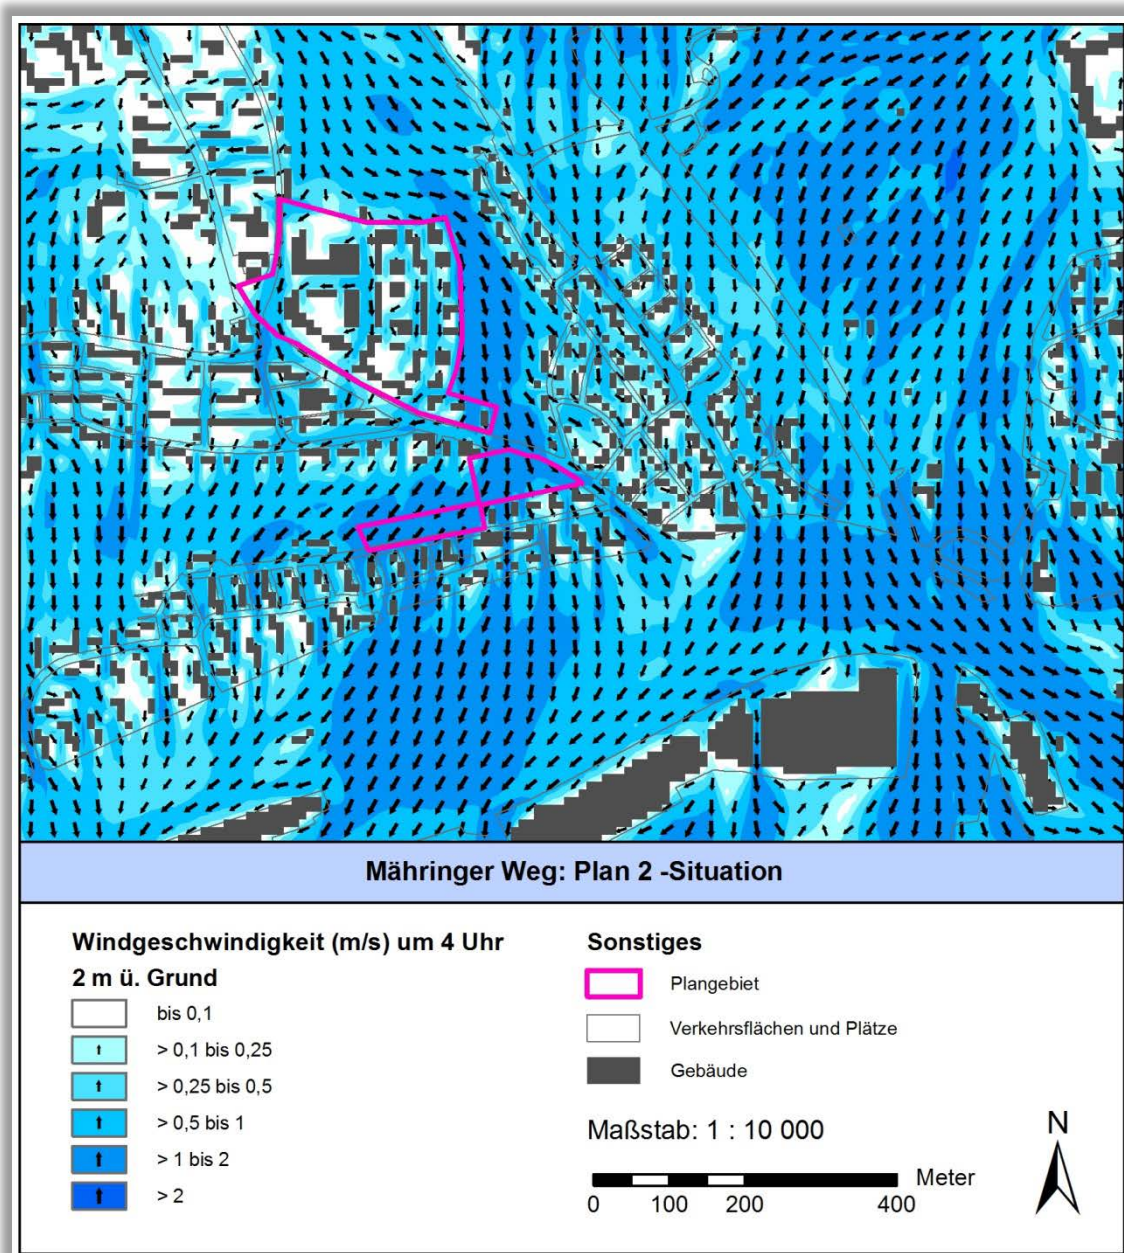 Mähringer Weg: Plan 2 -Situation
Windgeschwindigkeit (m/s) um 4 Uhr
2 m ü. Grund
bis 0,1
> 0,1 bis 0,25
> 0,25 bis 0,5
> 0,5 bis 1
> 1 bis 2
> 2
Sonstiges
Plangebiet
Verkehrsflächen und Plätze
Gebäude
Maßstab: 1 : 10 000
Meter
0 100 200 400
N